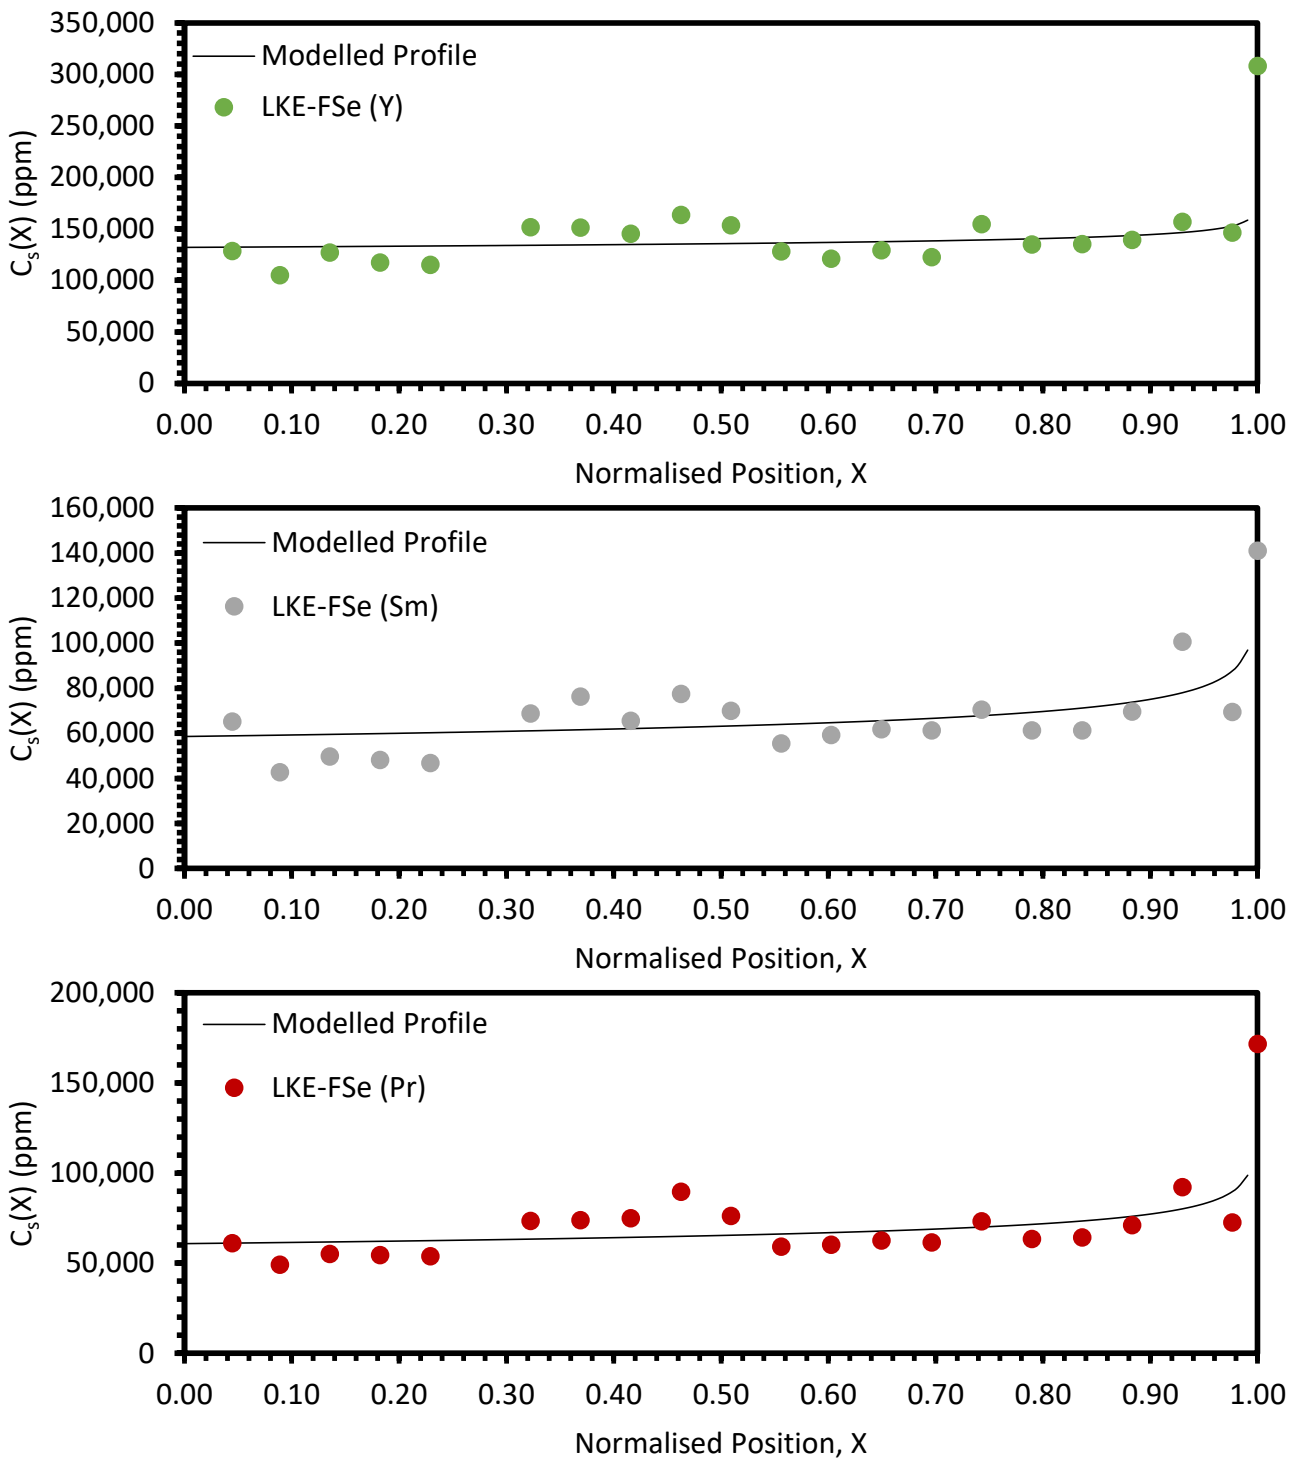 350,000
300,000
250,000
200,000
150,000
100,000
50,000
0
C_s(X) (ppm)
Modelled Profile
LKE-FSe (Y)
0.00 0.10 0.20 0.30 0.40 0.50 0.60 0.70 0.80 0.90 1.00
Normalised Position, X
160,000
140,000
120,000
100,000
80,000
60,000
40,000
20,000
0
C_s(X) (ppm)
Modelled Profile
LKE-FSe (Sm)
0.00 0.10 0.20 0.30 0.40 0.50 0.60 0.70 0.80 0.90 1.00
Normalised Position, X
200,000
150,000
100,000
50,000
0
C_s(X) (ppm)
Modelled Profile
LKE-FSe (Pr)
0.00 0.10 0.20 0.30 0.40 0.50 0.60 0.70 0.80 0.90 1.00
Normalised Position, X